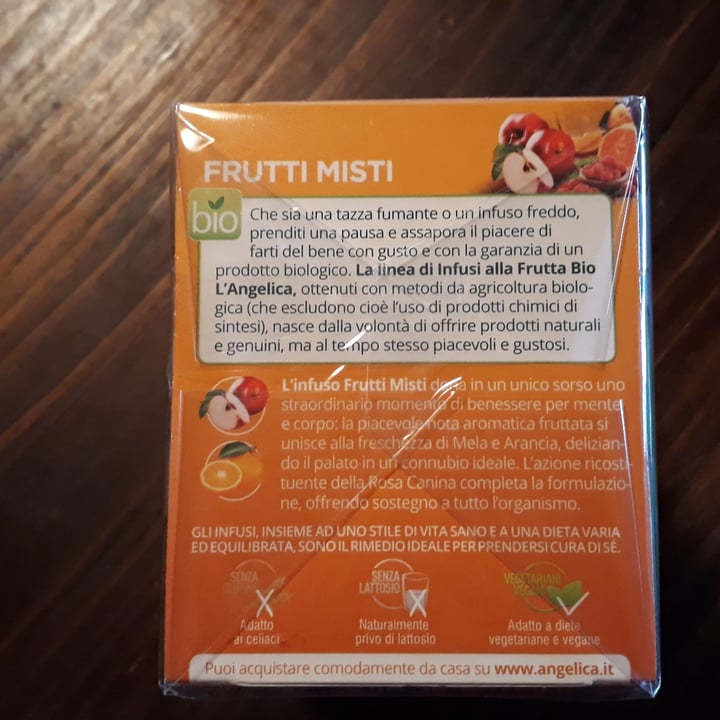 FRUTTI MISTI
bio
Che sia una tazza fumante o un infuso freddo,
prenditi una pausa e assapora il piacere di
farti del bene con gusto e con la garanzia di un
prodotto biologico. La linea di Infusi alla Frutta Bio
L'Angelica, ottenuti con metodi da agricoltura biolo-
gica (che escludono cioè l'uso di prodotti chimici di
sintesi), nasce dalla volontà di offrire prodotti naturali
e genuini, ma al tempo stesso piacevoli e gustosi.
L'infuso Frutti Misti dona in un unico sorso uno
straordinario momento di benessere per mente
e corpo: la piacevole nota aromatica fruttata si
unisce alla freschezza di Mela e Arancia, delizian-
do il palato in un connubio ideale. L'azione ricosti-
tuente della Rosa Canina completa la formulazio-
ne, offrendo sostegno a tutto l'organismo.
GLI INFUSI, INSIEME AD UNO STILE DI VITA SANO E A UNA DIETA VARIA
ED EQUILIBRATA, SONO IL RIMEDIO IDEALE PER PRENDERSI CURA DI SÉ.
SENZA
GLUTINE
Adatto
ai celiaci
SENZA
LATTOSIO
Naturalmente
privo di lattosio
VEGETARIANI
VEGANI
Adatto a diete
vegetariane e vegane
Puoi acquistare comodamente da casa su www.angelica.it